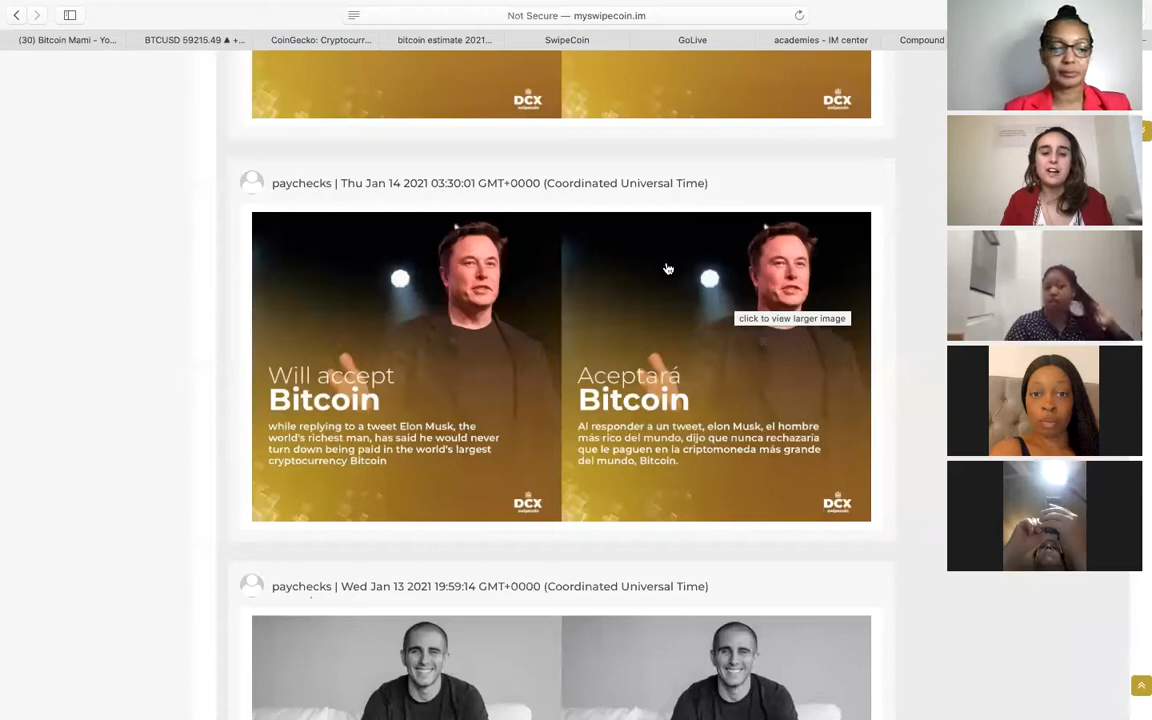 Not Secure — myswipecoin.im
(30) Bitcoin Mami - Yo...
BTCUSD 59215.49 ▲ +...
CoinGecko: Cryptocurr...
bitcoin estimate 2021...
SwipeCoin
GoLive
academies - IM center
Compound
DCX
swipecoin
DCX
swipecoin
paychecks | Thu Jan 14 2021 03:30:01 GMT+0000 (Coordinated Universal Time)
click to view larger image
Will accept
Bitcoin
while replying to a tweet Elon Musk, the
world's richest man, has said he would never
turn down being paid in the world's largest
cryptocurrency Bitcoin
DCX
swipecoin
Aceptará
Bitcoin
Al responder a un tweet, elon Musk, el hombre
más rico del mundo, dijo que nunca rechazaría
que le paguen en la criptomoneda más grande
del mundo, Bitcoin.
DCX
swipecoin
paychecks | Wed Jan 13 2021 19:59:14 GMT+0000 (Coordinated Universal Time)